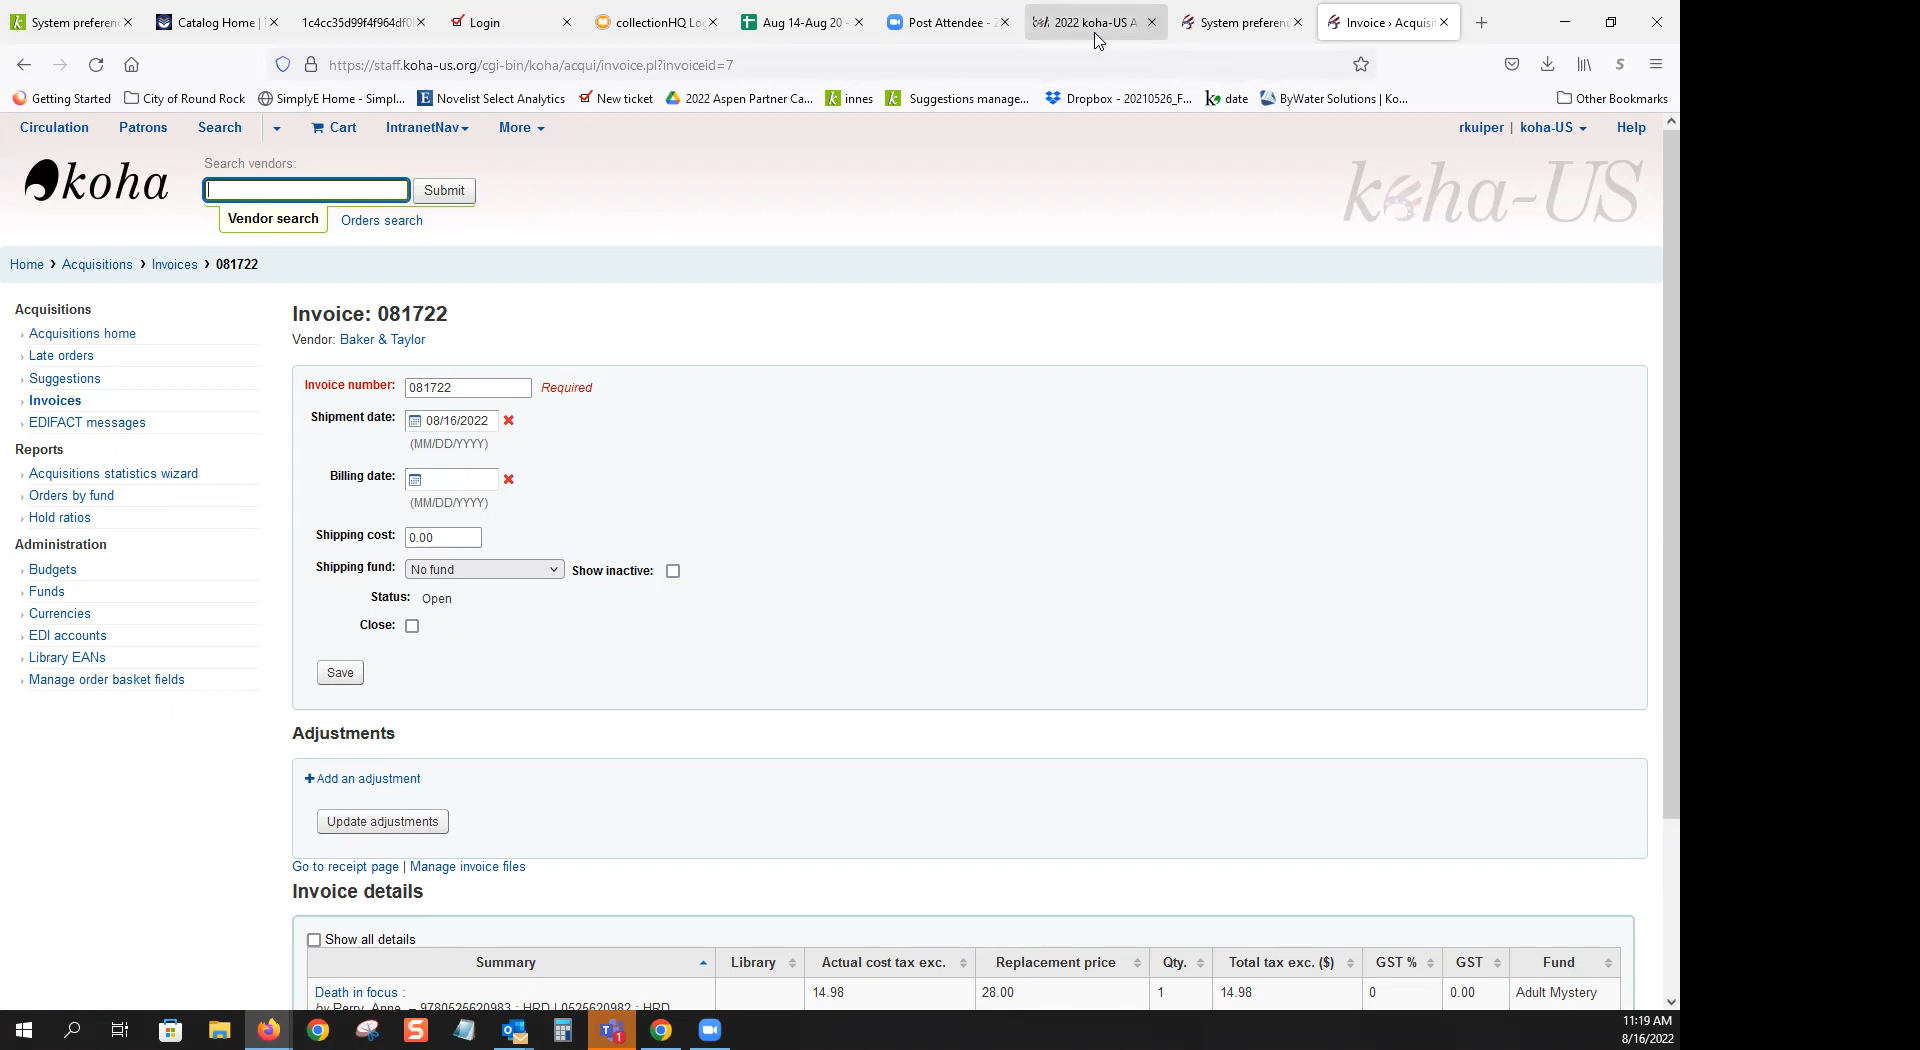 System preferen
Catalog Home |
1c4cc35d99f4f964df0
Login
collectionHQ Lo
Aug 14-Aug 20 -
Post Attendee - Z
2022 koha-US A
System preferen
Invoice › Acquisit
https://staff.koha-us.org/cgi-bin/koha/acqui/invoice.pl?invoiceid=7
Getting Started
City of Round Rock
SimplyE Home - Simpl...
Novelist Select Analytics
New ticket
2022 Aspen Partner Ca...
innes
Suggestions manage...
Dropbox - 20210526_F...
date
ByWater Solutions | Ko...
Other Bookmarks
Circulation
Patrons
Search
Cart
IntranetNav
More
rkuiper | koha-US
Help
koha
Search vendors:
Submit
Vendor search
Orders search
koha-US
Home › Acquisitions › Invoices › 081722
Acquisitions
Acquisitions home
Late orders
Suggestions
Invoices
EDIFACT messages
Reports
Acquisitions statistics wizard
Orders by fund
Hold ratios
Administration
Budgets
Funds
Currencies
EDI accounts
Library EANs
Manage order basket fields
Invoice: 081722
Vendor: Baker & Taylor
Invoice number: 081722 Required
Shipment date: 08/16/2022
(MM/DD/YYYY)
Billing date:
(MM/DD/YYYY)
Shipping cost: 0.00
Shipping fund: No fund Show inactive:
Status: Open
Close:
Save
Adjustments
Add an adjustment
Update adjustments
Go to receipt page | Manage invoice files
Invoice details
Show all details
Summary Library Actual cost tax exc. Replacement price Qty. Total tax exc. ($) GST % GST Fund
Death in focus : 14.98 28.00 1 14.98 0 0.00 Adult Mystery
by Perry, Anne. – 9780525620983 : HRD | 0525620982 : HRD
11:19 AM
8/16/2022